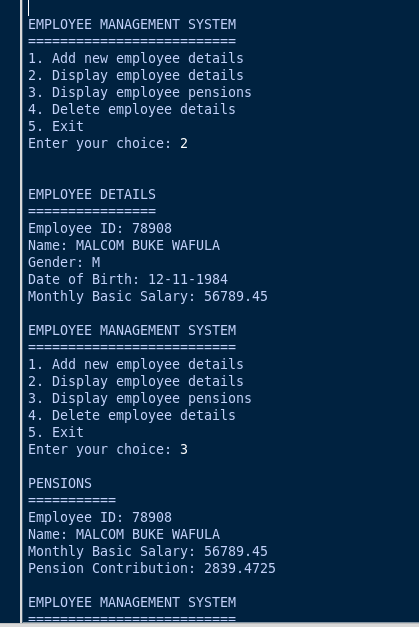 EMPLOYEE MANAGEMENT SYSTEM
==========================
1. Add new employee details
2. Display employee details
3. Display employee pensions
4. Delete employee details
5. Exit
Enter your choice: 2
EMPLOYEE DETAILS
================
Employee ID: 78908
Name: MALCOM BUKE WAFULA
Gender: M
Date of Birth: 12-11-1984
Monthly Basic Salary: 56789.45
EMPLOYEE MANAGEMENT SYSTEM
==========================
1. Add new employee details
2. Display employee details
3. Display employee pensions
4. Delete employee details
5. Exit
Enter your choice: 3
PENSIONS
===========
Employee ID: 78908
Name: MALCOM BUKE WAFULA
Monthly Basic Salary: 56789.45
Pension Contribution: 2839.4725
EMPLOYEE MANAGEMENT SYSTEM
==========================